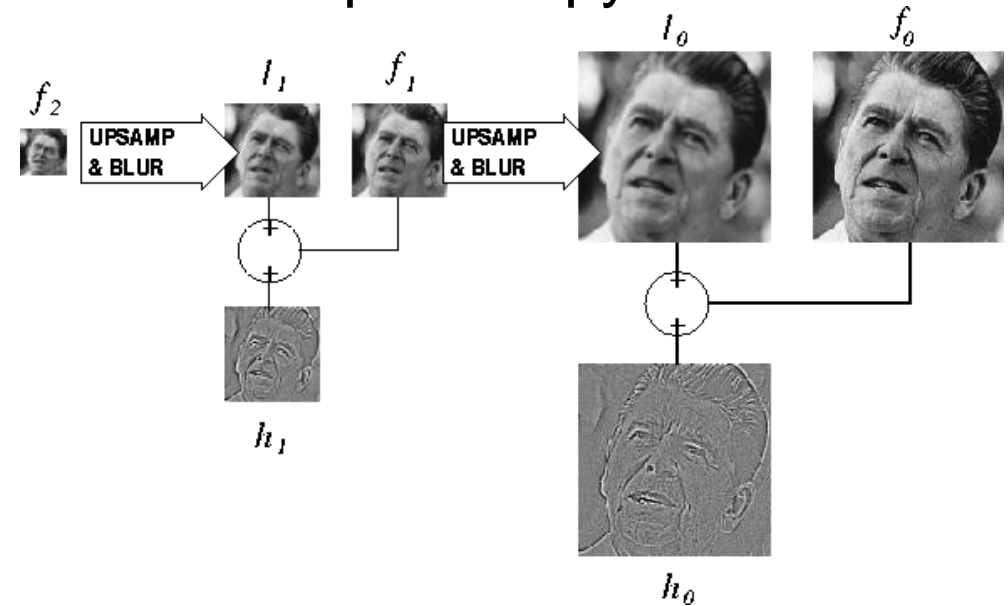 l₀ f₀
l₁ f₁
f₂
UPSAMP
& BLUR
UPSAMP
& BLUR
+ +
+ +
h₁
h₀